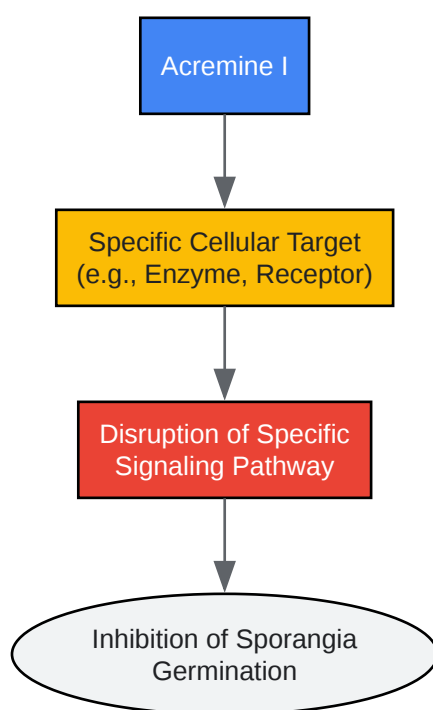 Acremine I
Specific Cellular Target
(e.g., Enzyme, Receptor)
Disruption of Specific
Signaling Pathway
Inhibition of Sporangia
Germination